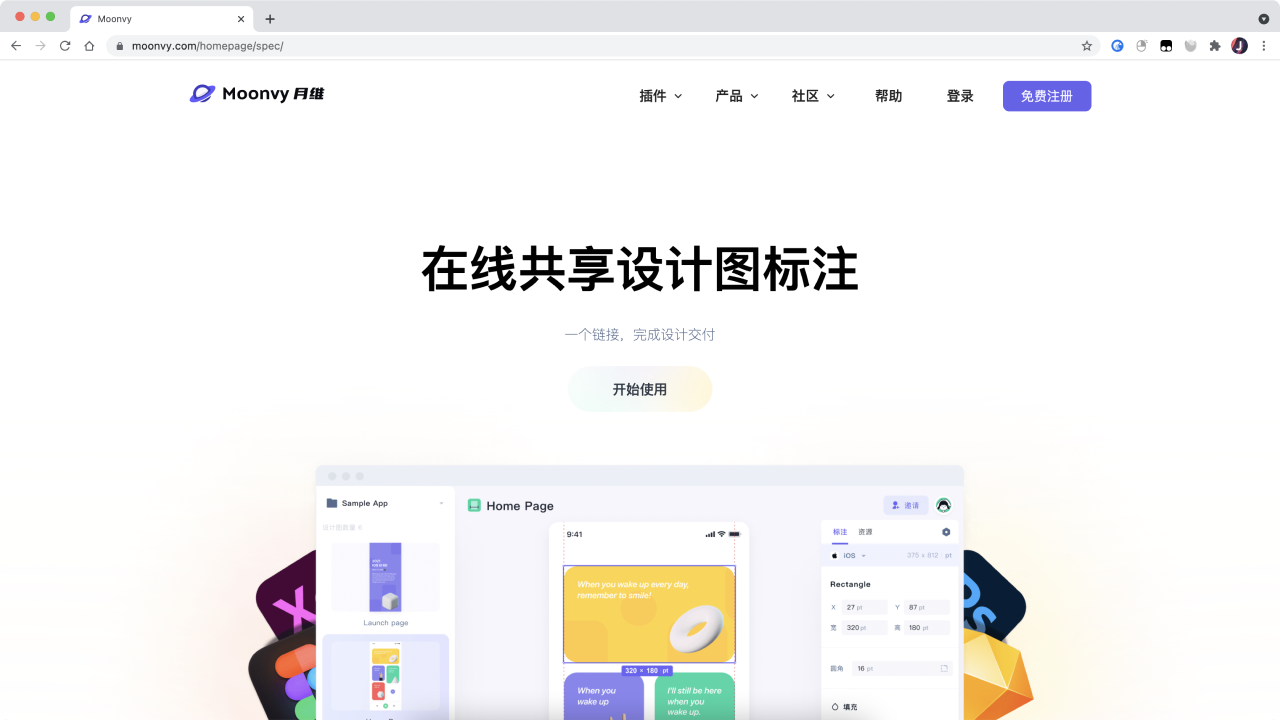 Moonvy
moonvy.com/homepage/spec/
Moonvy 月维
插件 产品 社区 帮助 登录 免费注册
在线共享设计图标注
一个链接，完成设计交付
开始使用
Sample App
设计图数量 6
Launch page
Home Page
邀请
9:41
When you wake up every day,
remember to smile!
320 × 180 pt
When you
wake up
I'll still be here
when you
wake up.
标注 资源
iOS 375 x 812 pt
Rectangle
X 27 pt Y 87 pt
宽 320 pt 高 180 pt
圆角 16 pt
填充